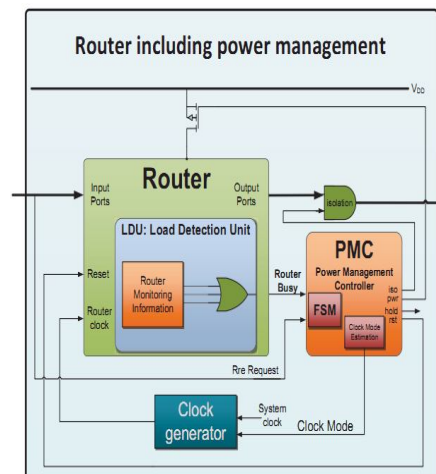 Router including power management
VDD
Router
Input
Ports
Output
Ports
isolation
LDU: Load Detection Unit
PMC
Power Management
Controller
Router
Monitoring
Information
Reset
Router
Busy
iso
pwr
FSM
hold
rst
Clock Mode
Estimation
Router
clock
Rre Request
Clock
generator
System
clock
Clock Mode